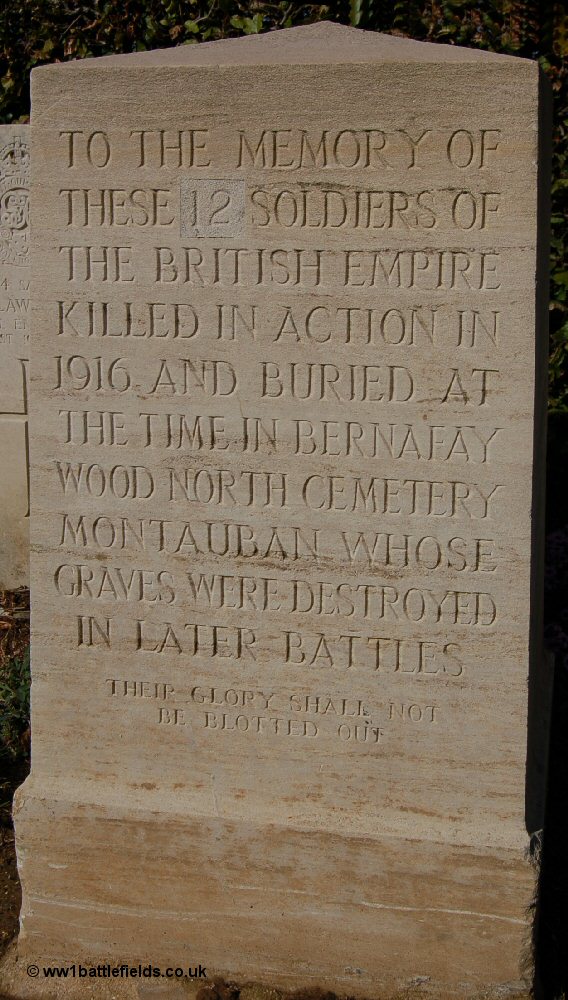 TO THE MEMORY OF
THESE 12 SOLDIERS OF
THE BRITISH EMPIRE
KILLED IN ACTION IN
1916 AND BURIED AT
THE TIME IN BERNAFAY
WOOD NORTH CEMETERY
MONTAUBAN WHOSE
GRAVES WERE DESTROYED
IN LATER BATTLES
THEIR GLORY SHALL NOT
BE BLOTTED OUT
© ww1battlefields.co.uk